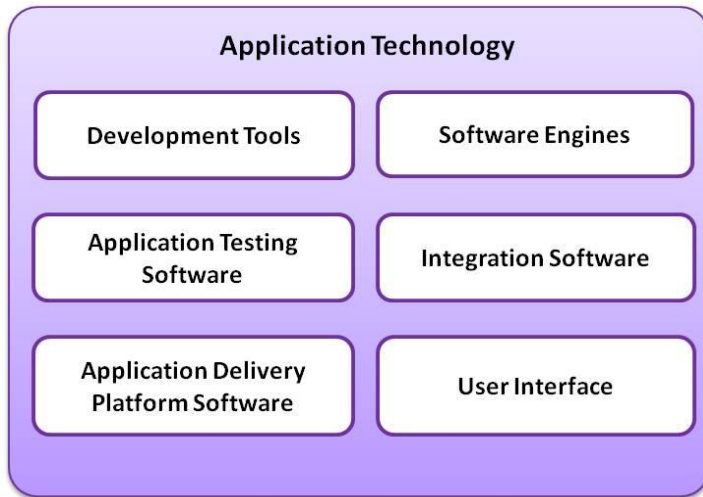 Application Technology
Development Tools
Software Engines
Application Testing
Software
Integration Software
Application Delivery
Platform Software
User Interface